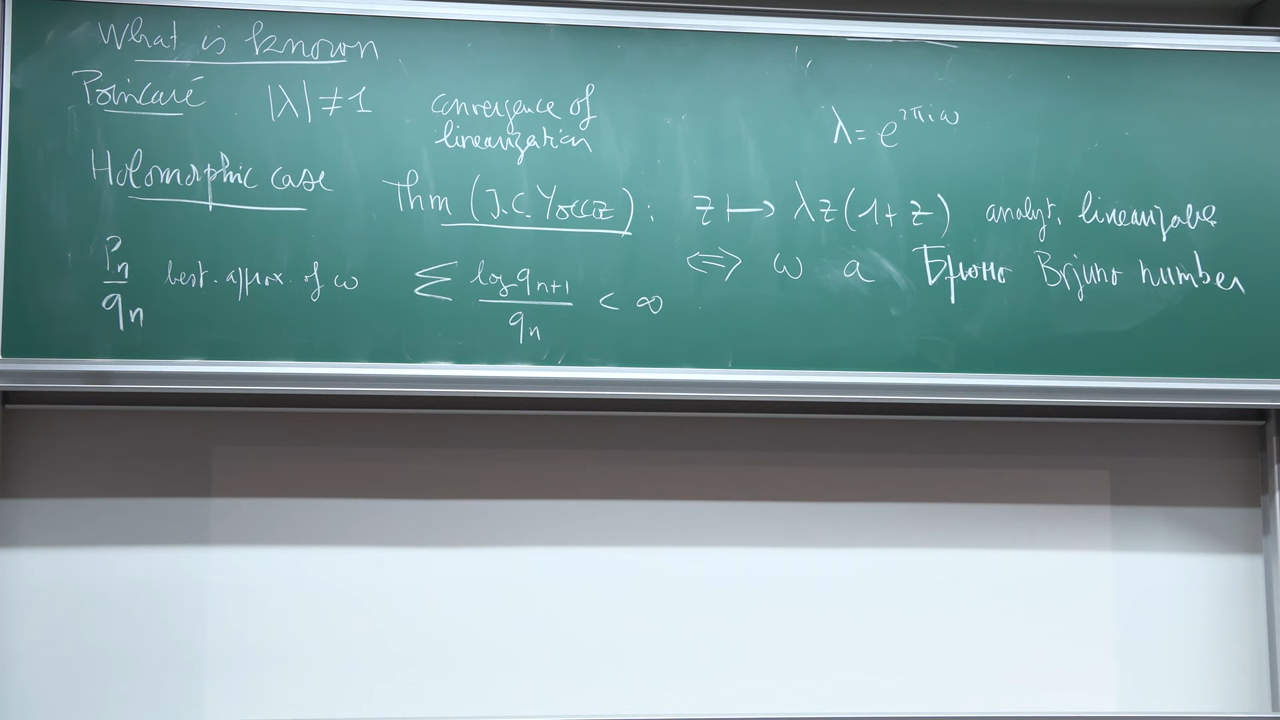 What is known
Poincaré |λ| ≠ 1 convergence of linearization λ = e^{2πiω}
Holomorphic case Thm (J.C. Yoccoz): z ⟼ λz(1+z) analyt. linearizable
⟺ ω a Брюно Brjuno number
P_n/q_n best. approx. of ω ∑ log q_{n+1}/q_n < ∞